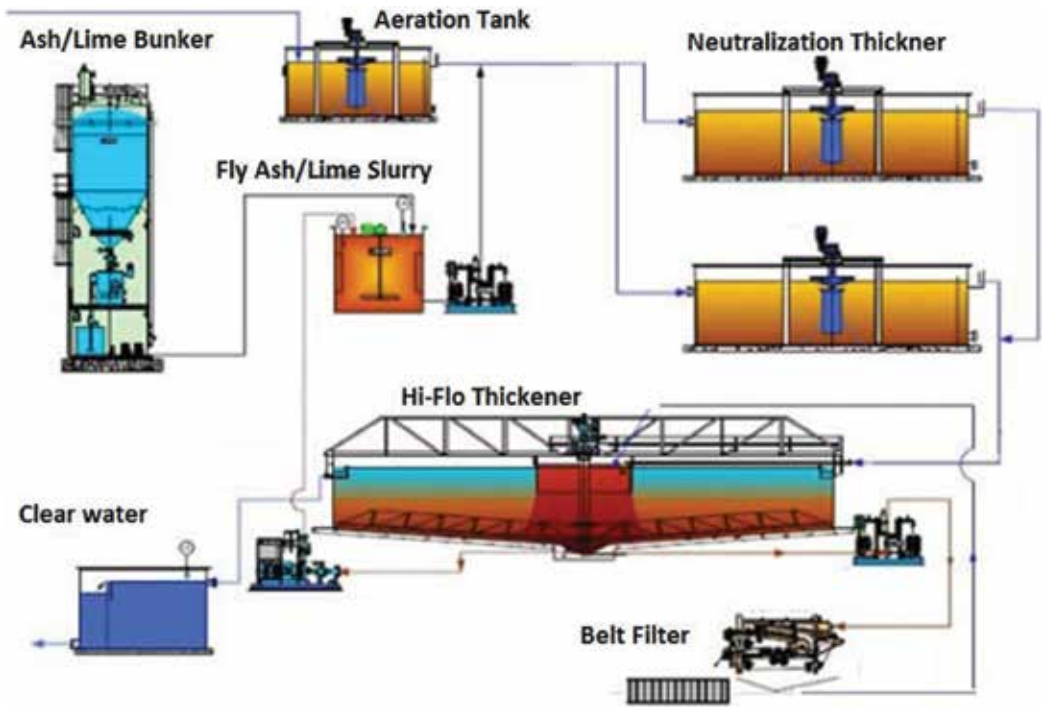 Aeration Tank
Ash/Lime Bunker
Neutralization Thickner
Fly Ash/Lime Slurry
Hi-Flo Thickener
Clear water
Belt Filter